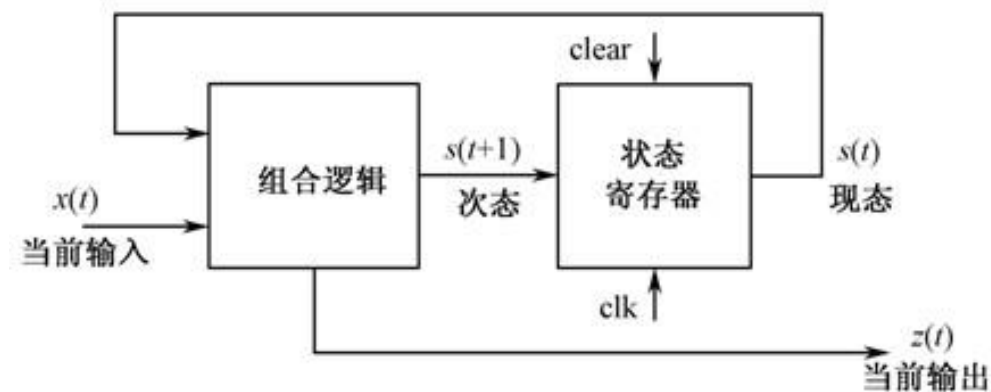 clear
组合逻辑
s(t+1)
次态
状态
寄存器
s(t)
现态
x(t)
当前输入
clk
z(t)
当前输出